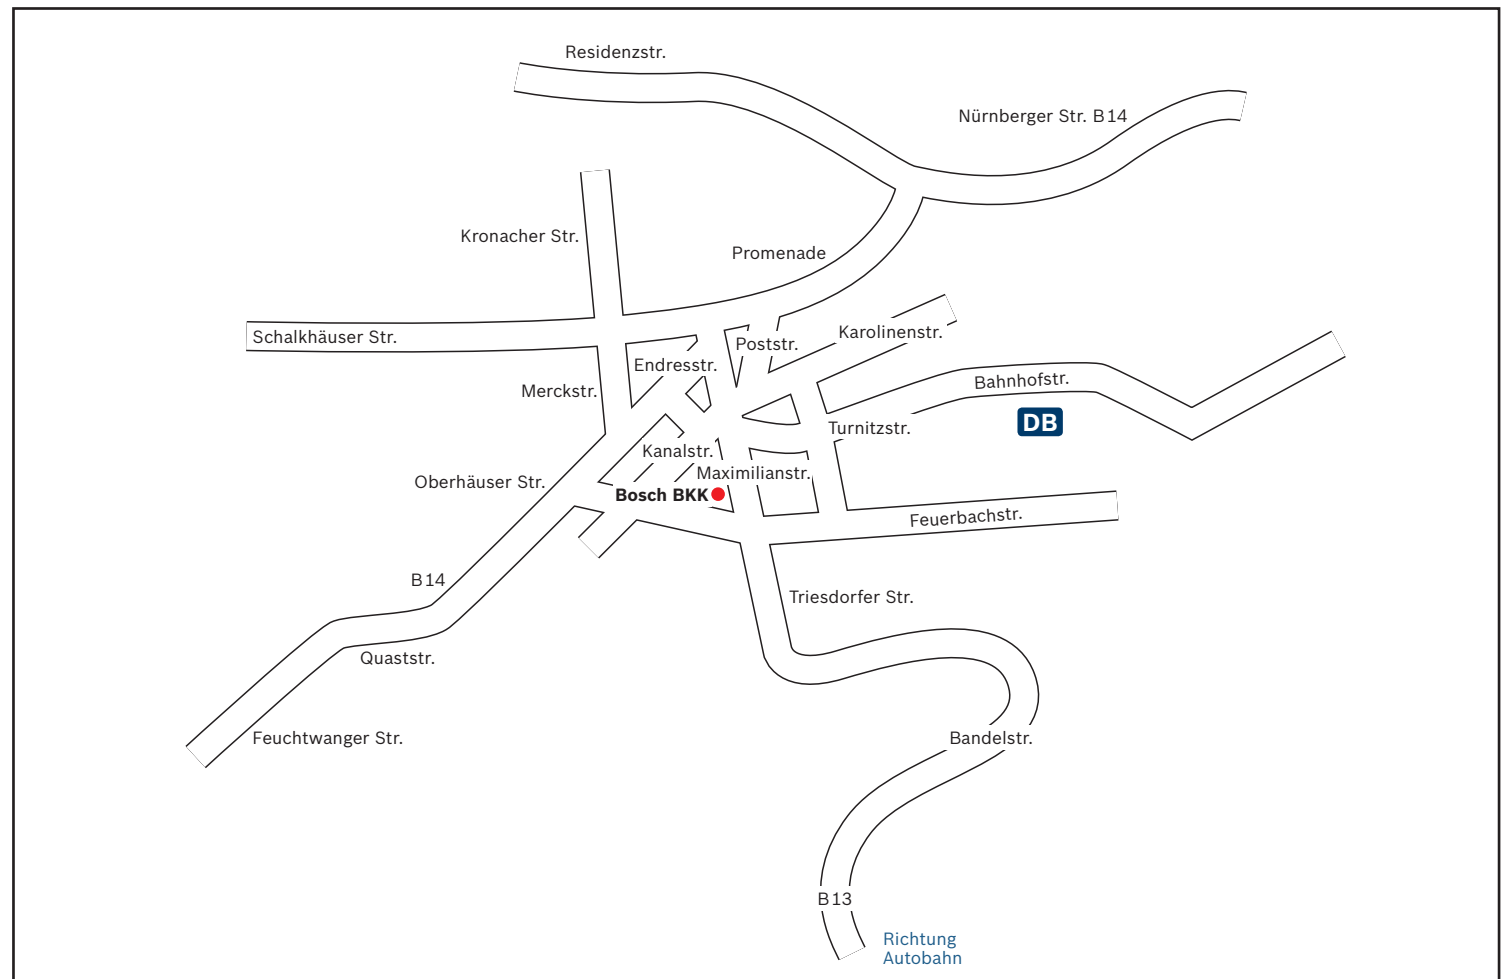 Residenzstr.
Nürnberger Str. B14
Kronacher Str.
Promenade
Schalkhäuser Str.
Karolinenstr.
Poststr.
Endresstr.
Merckstr.
Bahnhofstr.
DB
Turnitzstr.
Kanalstr.
Maximilianstr.
Oberhäuser Str.
Bosch BKK
Feuerbachstr.
B14
Triesdorfer Str.
Quaststr.
Feuchtwanger Str.
Bandelstr.
B13
Richtung
Autobahn